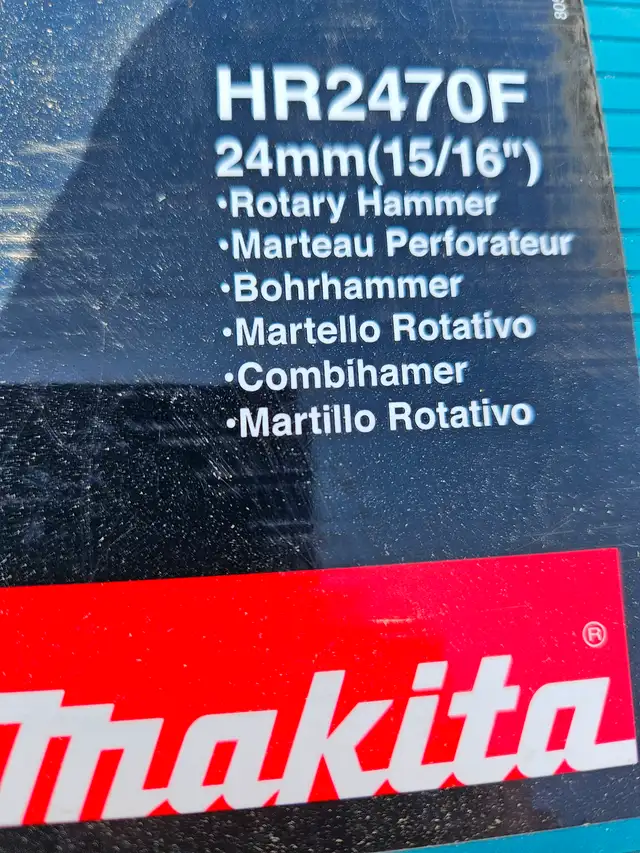 HR2470F
24mm(15/16")
•Rotary Hammer
•Marteau Perforateur
•Bohrhammer
•Martello Rotativo
•Combihamer
•Martillo Rotativo
makita®